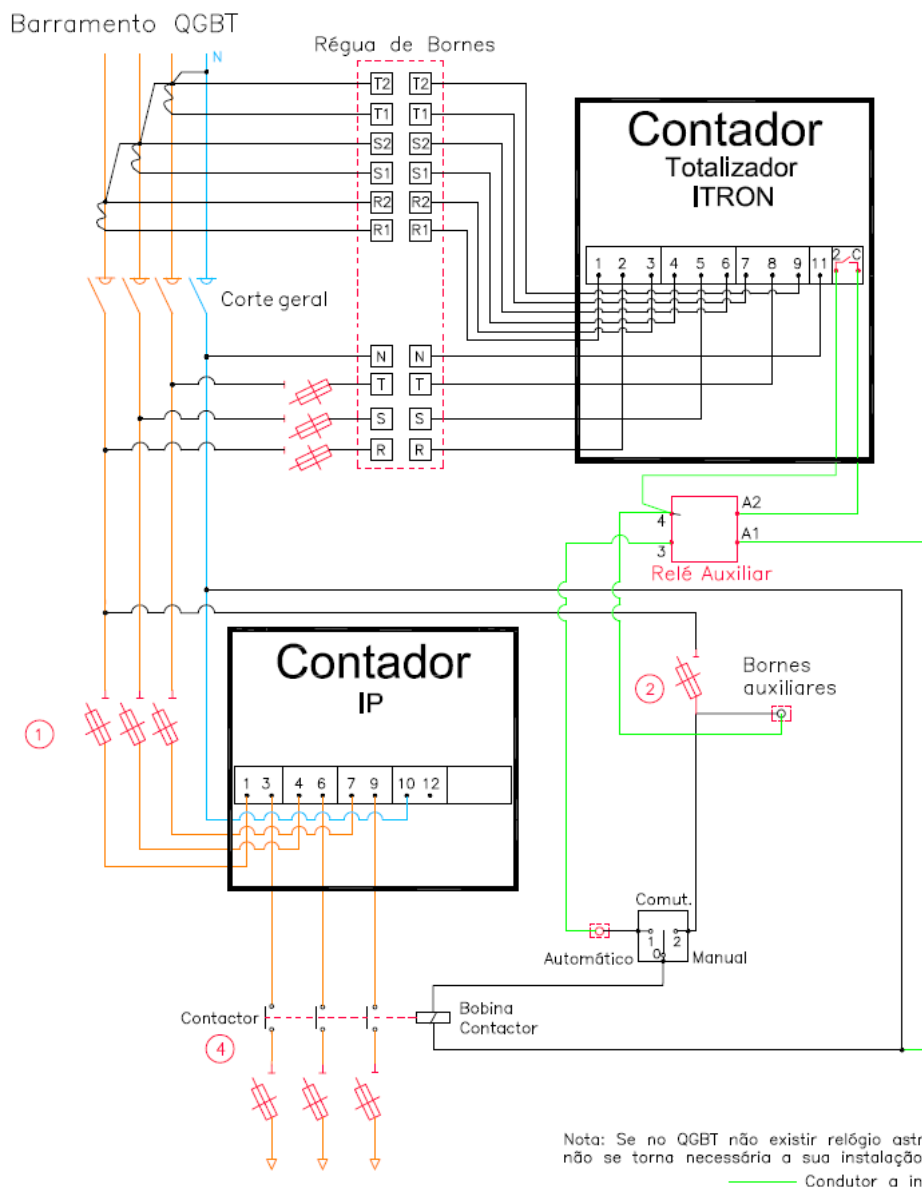 Barramento QGBT
N
Régua de Bornes
T2 T2
T1 T1
S2 S2
S1 S1
R2 R2
R1 R1
Contador
Totalizador
ITRON
1 2 3 4 5 6 7 8 9 11 2 C
Corte geral
N N
T T
S S
R R
4 A2
3 A1
Relé Auxiliar
Contador
IP
1
2
Bornes
auxiliares
1 3 4 6 7 9 10 12
Comut.
1 0 2
Automático
Manual
Contactor
Bobina
Contactor
4
Nota: Se no QGBT não existir relógio
não se torna necessária a sua instalação
Condutor a